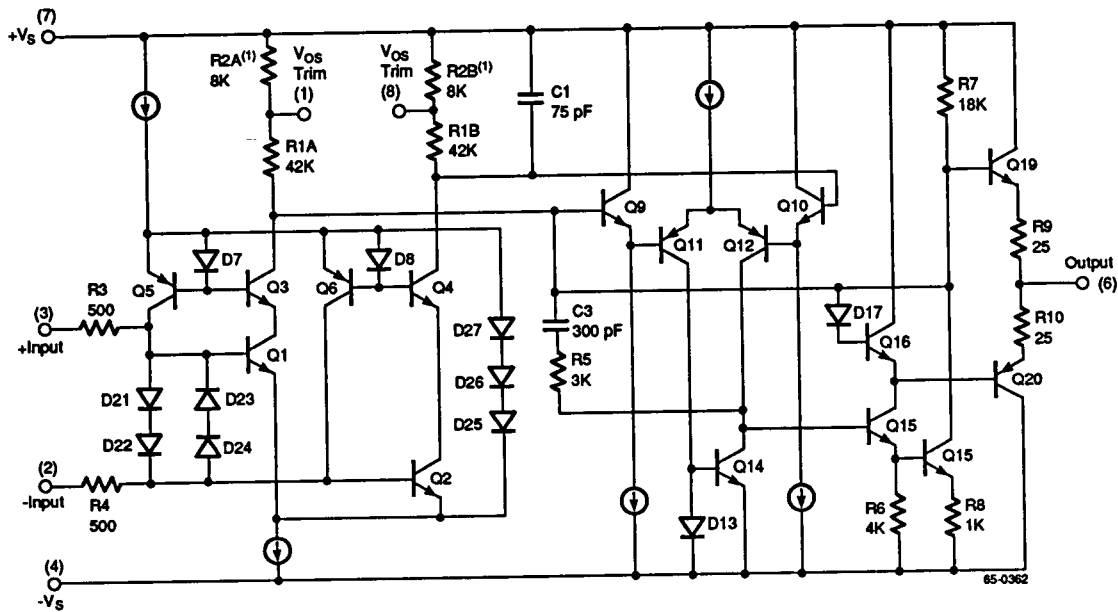 (7)
+VS
R2A(1)
8K
VOS
Trim
(1)
R1A
42K
VOS
Trim
(8)
R2B(1)
8K
R1B
42K
C1
75 pF
R7
18K
Q19
Q9
Q10
Q11
Q12
R9
25
Output
(6)
R10
25
Q20
D7
D8
Q5
Q3
Q6
Q4
R3
500
(3)
+Input
Q1
D27
D26
D25
C3
300 pF
R5
3K
D17
Q16
D21
D23
D22
D24
Q15
Q15
(2)
-Input
R4
500
Q2
Q14
D13
R6
4K
R8
1K
(4)
-VS
65-0362